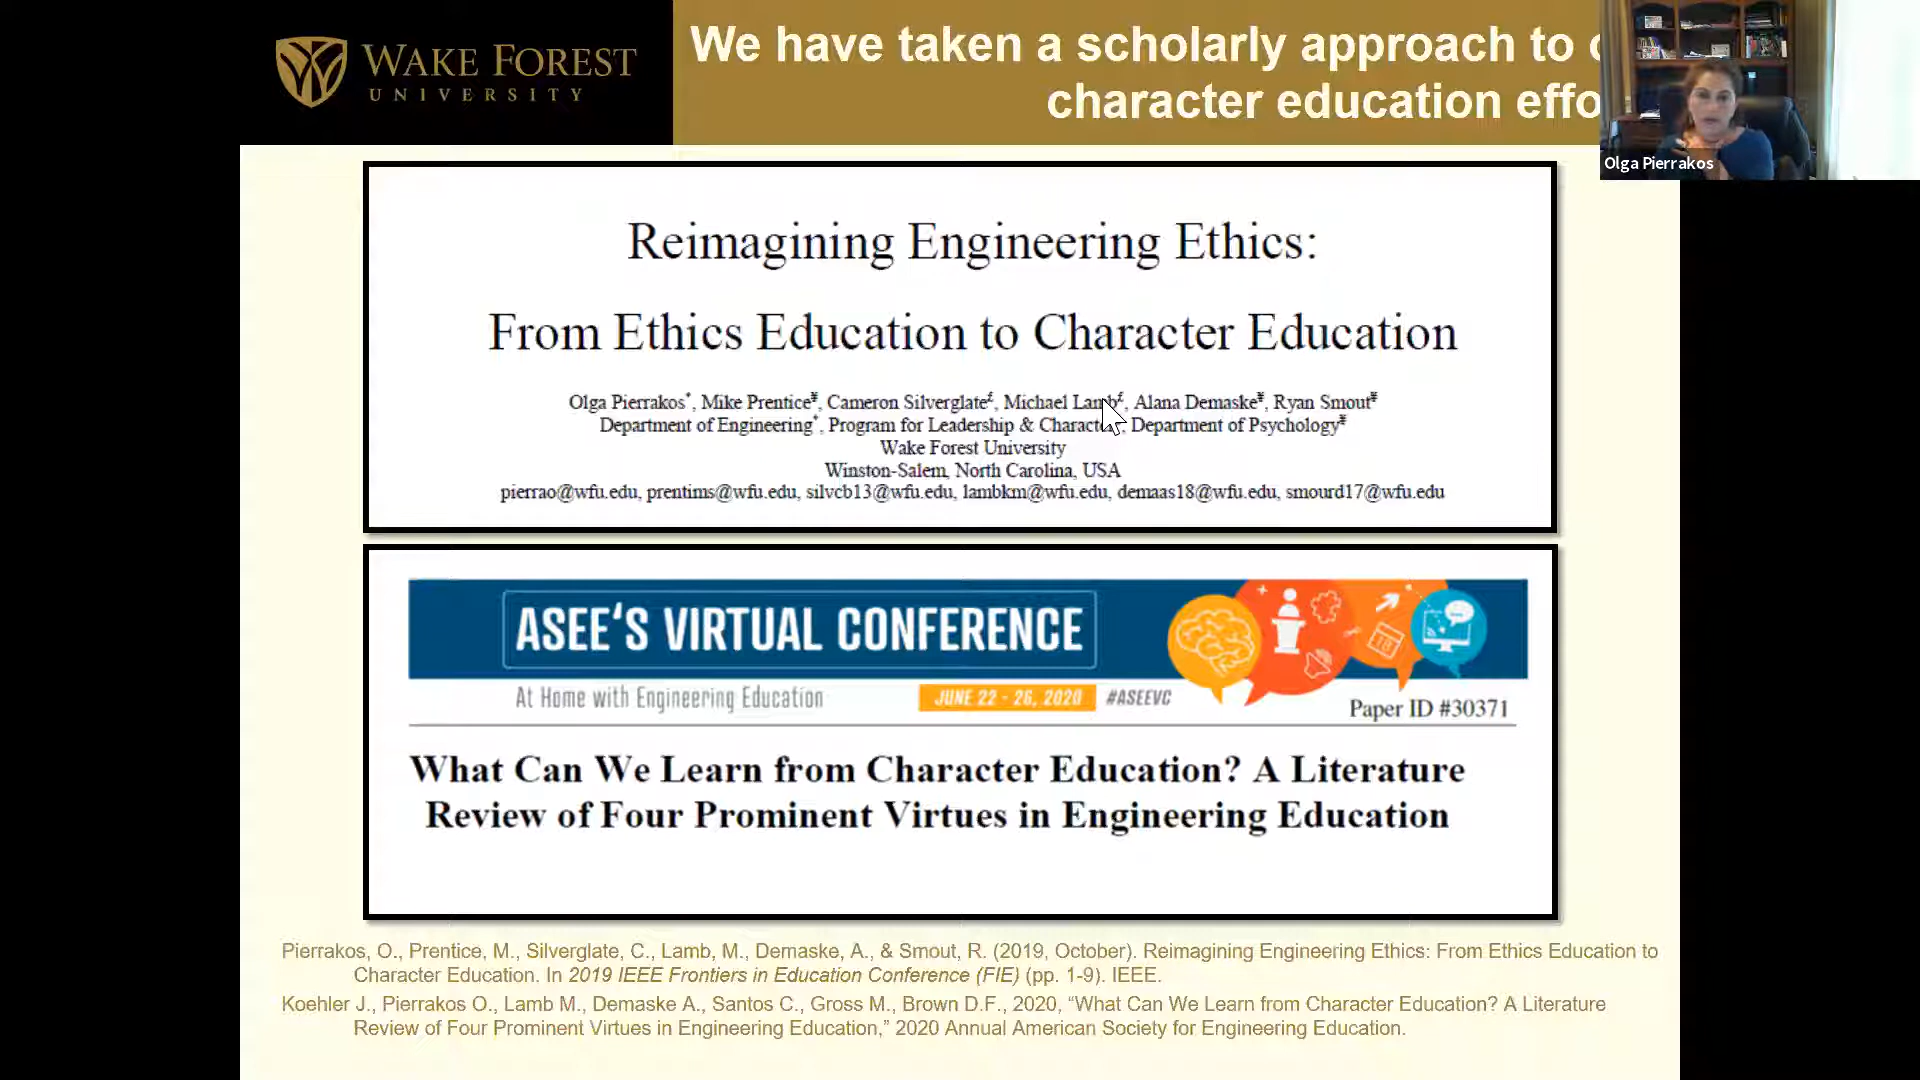 WAKE FOREST
UNIVERSITY
We have taken a scholarly approach to
character education effo
Olga Pierrakos
Reimagining Engineering Ethics:
From Ethics Education to Character Education
Olga Pierrakos*, Mike Prentice¥, Cameron Silverglate£, Michael Lamb£, Alana Demaske¥, Ryan Smout¥
Department of Engineering*, Program for Leadership & Character, Department of Psychology¥
Wake Forest University
Winston-Salem, North Carolina, USA
pierrao@wfu.edu, prentims@wfu.edu, silvcb13@wfu.edu, lambkm@wfu.edu, demaas18@wfu.edu, smourd17@wfu.edu
ASEE'S VIRTUAL CONFERENCE
At Home with Engineering Education
JUNE 22 - 26, 2020 #ASEEVC
Paper ID #30371
What Can We Learn from Character Education? A Literature
Review of Four Prominent Virtues in Engineering Education
Pierrakos, O., Prentice, M., Silverglate, C., Lamb, M., Demaske, A., & Smout, R. (2019, October). Reimagining Engineering Ethics: From Ethics Education to
Character Education. In 2019 IEEE Frontiers in Education Conference (FIE) (pp. 1-9). IEEE.
Koehler J., Pierrakos O., Lamb M., Demaske A., Santos C., Gross M., Brown D.F., 2020, “What Can We Learn from Character Education? A Literature
Review of Four Prominent Virtues in Engineering Education,” 2020 Annual American Society for Engineering Education.